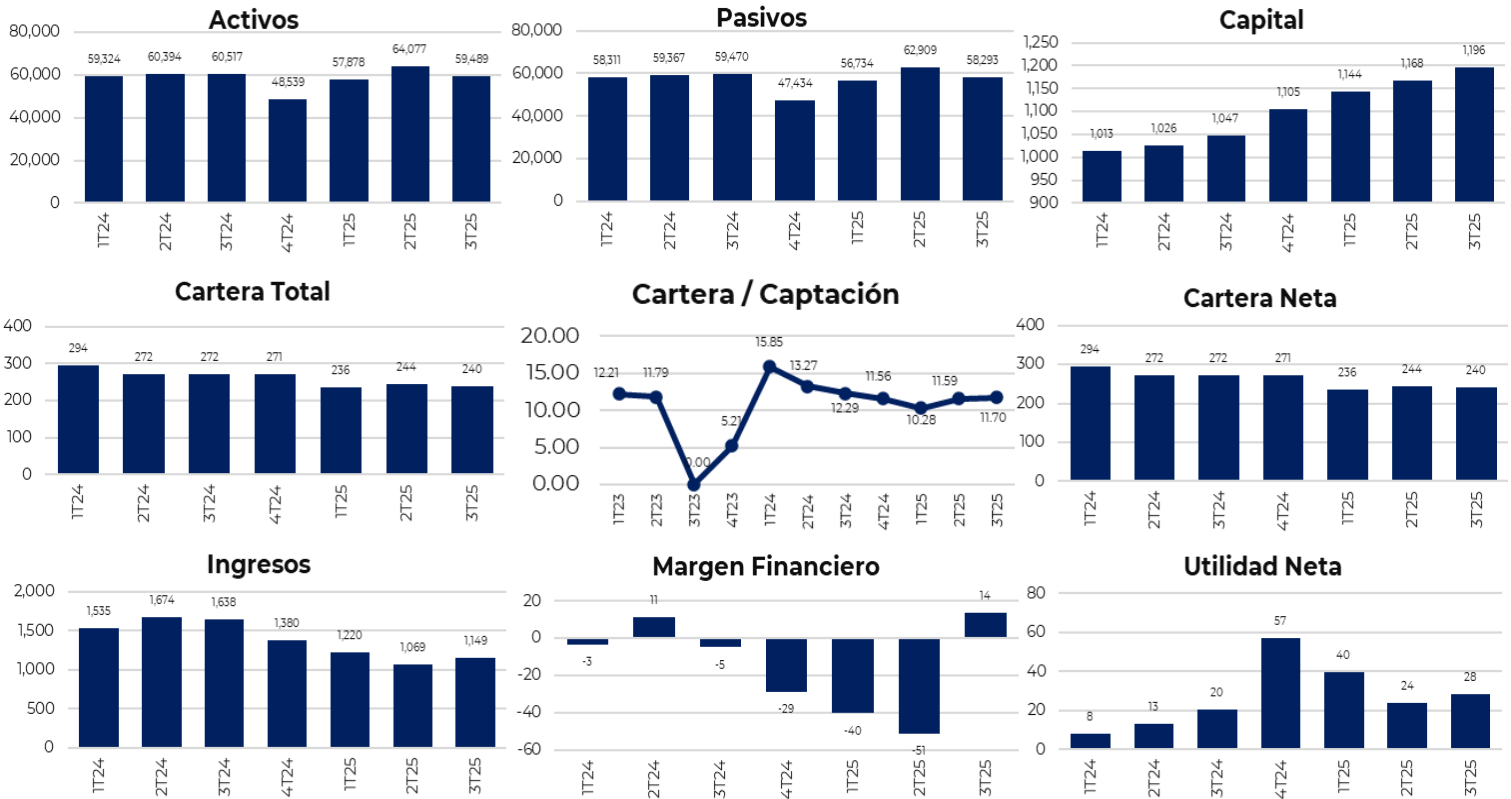 Activos
80,000
60,000
40,000
20,000
0
59,324 60,394 60,517 48,539 57,878 64,077 59,489
1T24 2T24 3T24 4T24 1T25 2T25 3T25
Pasivos
80,000
60,000
40,000
20,000
0
58,311 59,367 59,470 47,434 56,734 62,909 58,293
1T24 2T24 3T24 4T24 1T25 2T25 3T25
Capital
1,250
1,200
1,150
1,100
1,050
1,000
950
900
1,013 1,026 1,047 1,105 1,144 1,168 1,196
1T24 2T24 3T24 4T24 1T25 2T25 3T25
Cartera Total
400
300
200
100
0
294 272 272 271 236 244 240
1T24 2T24 3T24 4T24 1T25 2T25 3T25
Cartera / Captación
20.00
15.00
10.00
5.00
0.00
12.21 11.79 0.00 5.21 15.85 13.27 12.29 11.56 10.28 11.59 11.70
1T23 2T23 3T23 4T23 1T24 2T24 3T24 4T24 1T25 2T25 3T25
Cartera Neta
400
300
200
100
0
294 272 272 271 236 244 240
1T24 2T24 3T24 4T24 1T25 2T25 3T25
Ingresos
2,000
1,500
1,000
500
0
1,535 1,674 1,638 1,380 1,220 1,069 1,149
1T24 2T24 3T24 4T24 1T25 2T25 3T25
Margen Financiero
20
0
-20
-40
-60
-3 11 -5 -29 -40 -51 14
1T24 2T24 3T24 4T24 1T25 2T25 3T25
Utilidad Neta
80
60
40
20
0
8 13 20 57 40 24 28
1T24 2T24 3T24 4T24 1T25 2T25 3T25